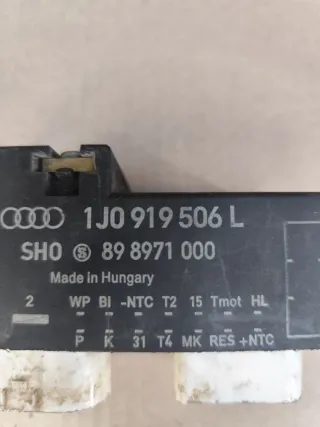 1J0 919 506 L
SHO S 89 8971 000
Made in Hungary
2 WP BI -NTC T2 15 Tmot HL
P K 31 T4 MK RES +NTC